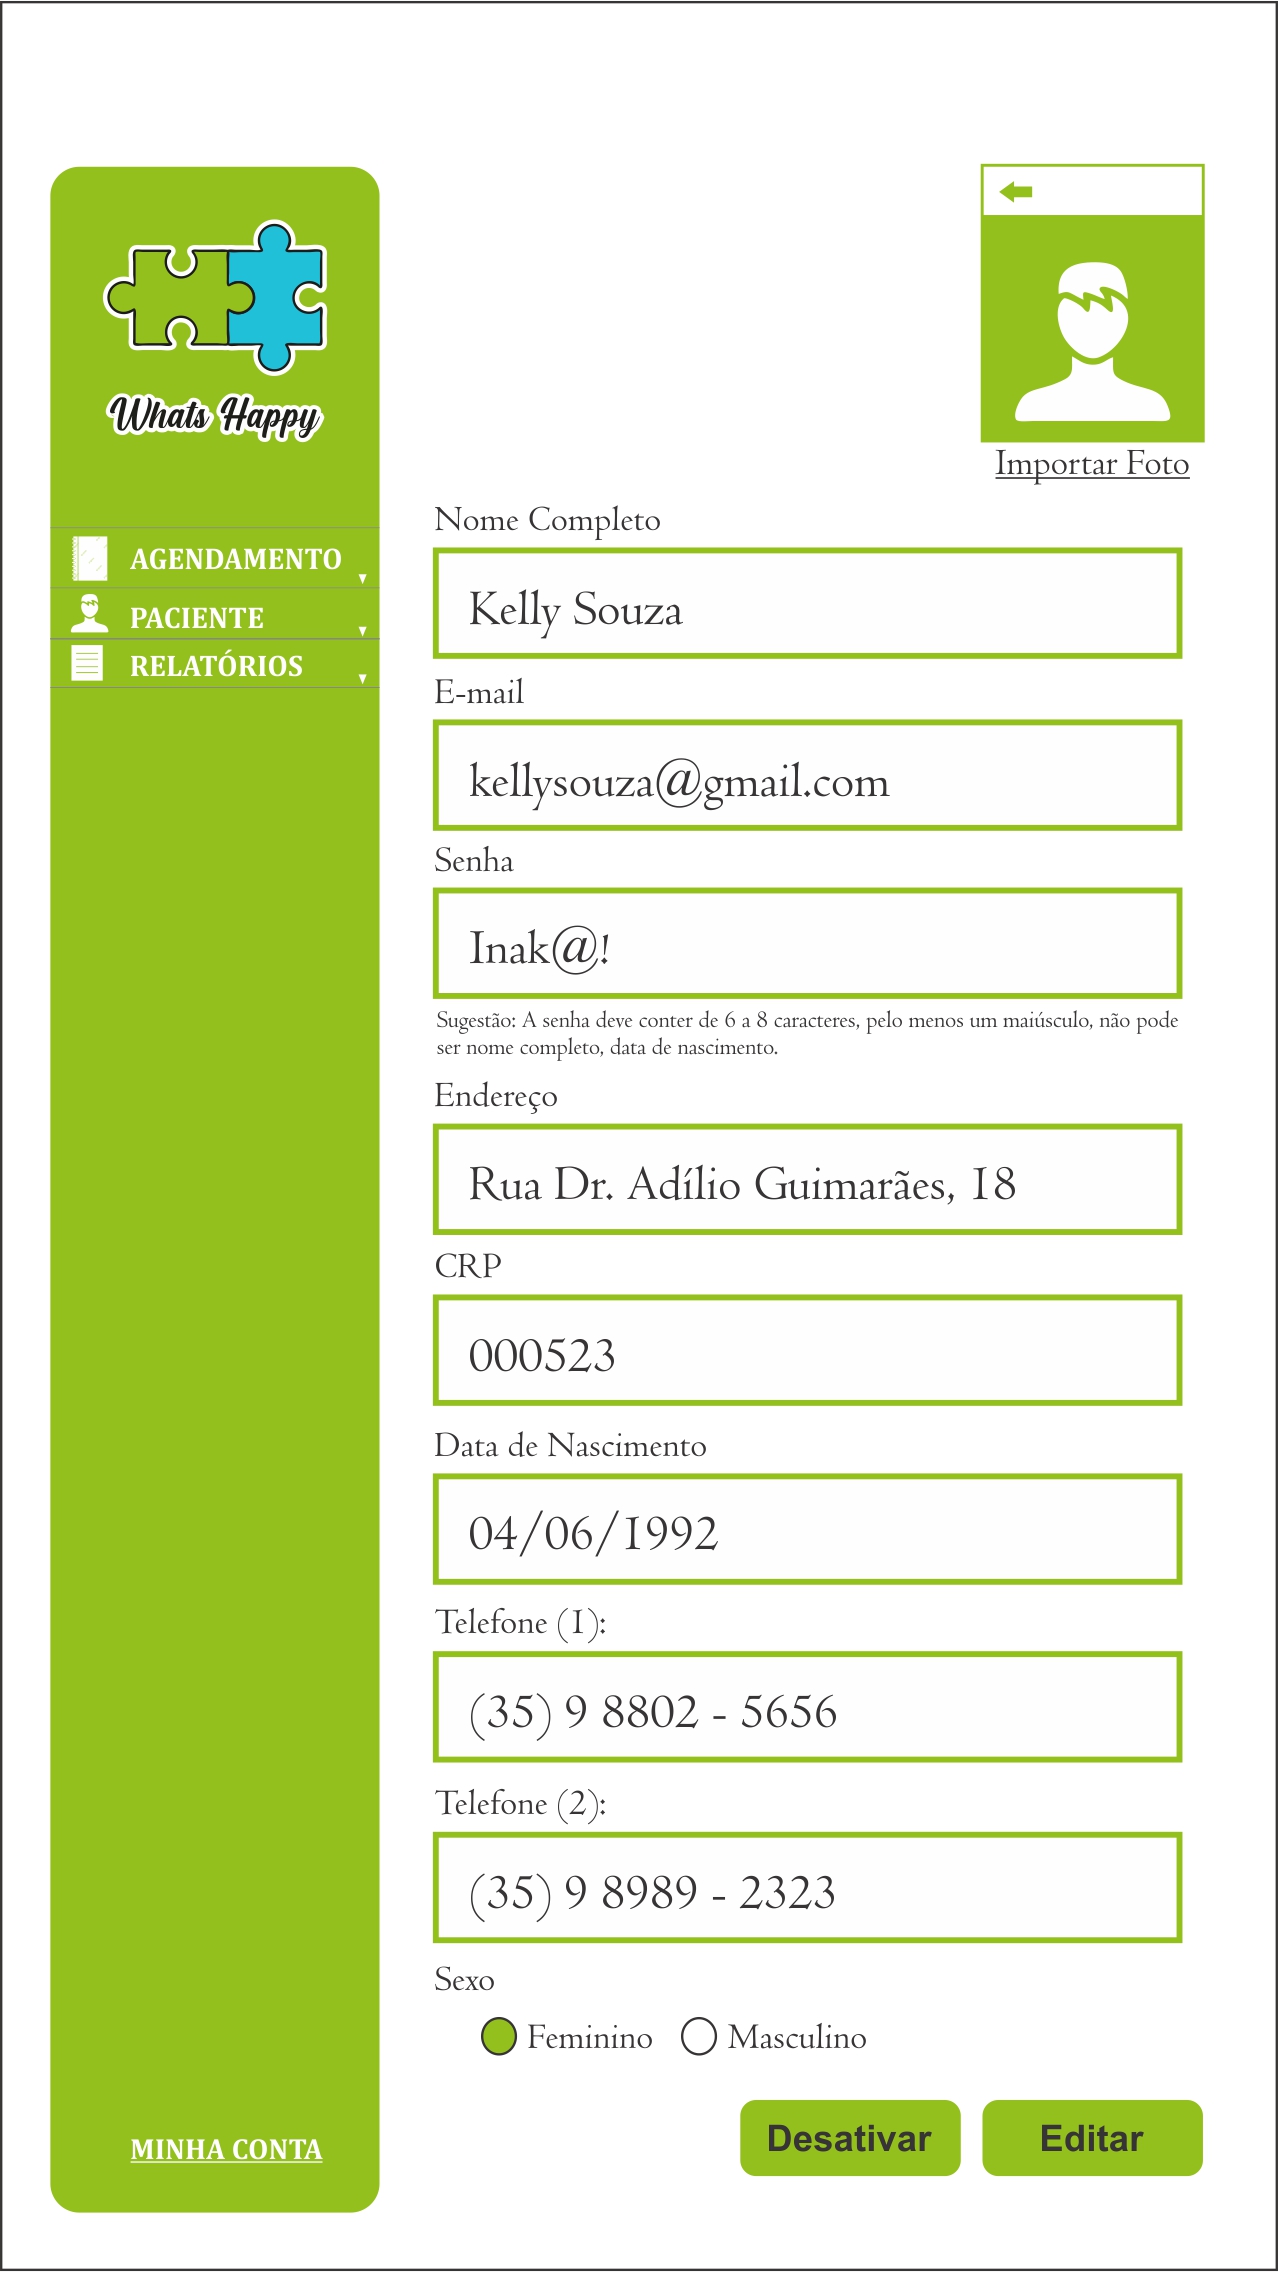 Whats Happy
AGENDAMENTO
PACIENTE
RELATÓRIOS
MINHA CONTA
Importar Foto
Nome Completo
Kelly Souza
E-mail
kellysouza@gmail.com
Senha
Inak@!
Sugestão: A senha deve conter de 6 a 8 caracteres, pelo menos um maiúsculo, não pode
ser nome completo, data de nascimento.
Endereço
Rua Dr. Adílio Guimarães, 18
CRP
000523
Data de Nascimento
04/06/1992
Telefone (1):
(35) 9 8802 - 5656
Telefone (2):
(35) 9 8989 - 2323
Sexo
Feminino Masculino
Desativar Editar